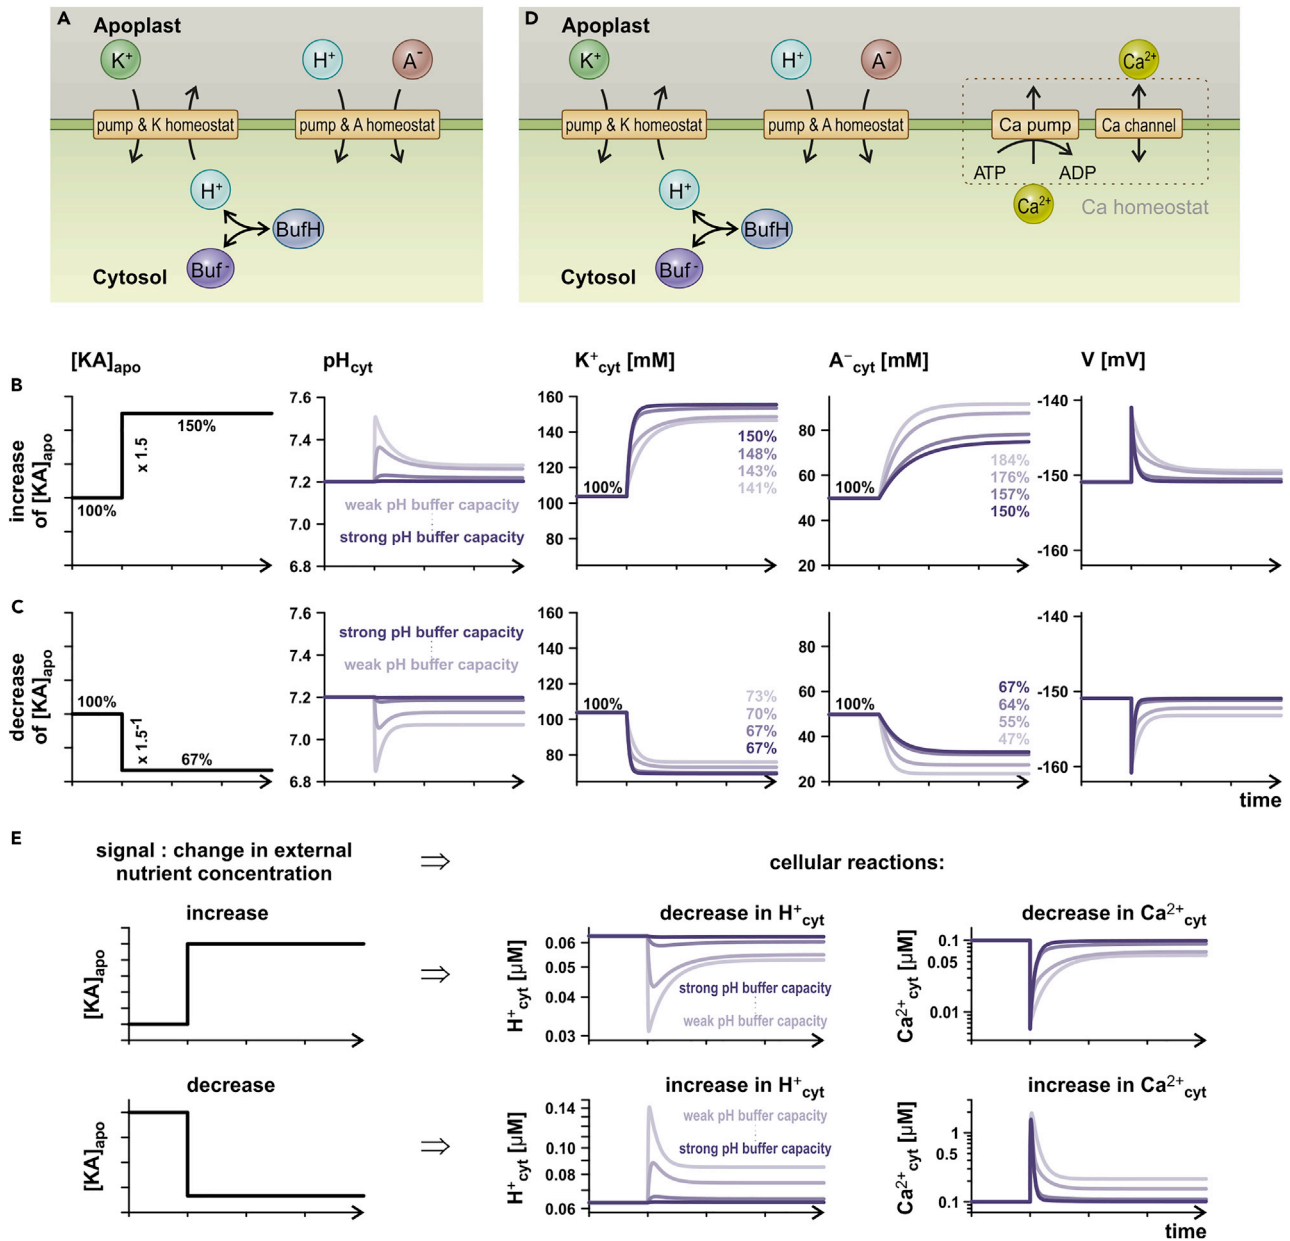 A
Apoplast
K+
H+
A-
pump & K homeostat
pump & A homeostat
H+
BufH
Buf-
Cytosol
D
Apoplast
K+
H+
A-
Ca2+
pump & K homeostat
pump & A homeostat
Ca pump
Ca channel
ATP
ADP
H+
Ca2+
Ca homeostat
BufH
Buf-
Cytosol
[KA]apo
pHcyt
K+cyt [mM]
A–cyt [mM]
V [mV]
B
increase
of [KA]apo
100%
x 1.5
150%
7.6
7.4
7.2
7.0
6.8
weak pH buffer capacity
strong pH buffer capacity
160
140
120
100
80
100%
150%
148%
143%
141%
80
60
40
20
100%
184%
176%
157%
150%
-140
-150
-160
C
decrease
of [KA]apo
100%
x 1.5-1
67%
7.6
7.4
7.2
7.0
6.8
strong pH buffer capacity
weak pH buffer capacity
160
140
120
100
80
100%
73%
70%
67%
67%
80
60
40
20
100%
67%
64%
55%
47%
-140
-150
-160
time
E
signal : change in external
nutrient concentration
⇒
cellular reactions:
increase
[KA]apo
⇒
decrease in H+cyt
H+cyt [µM]
0.06
0.05
0.04
0.03
strong pH buffer capacity
weak pH buffer capacity
decrease in Ca2+cyt
Ca2+cyt [µM]
0.1
0.05
0.01
decrease
[KA]apo
⇒
increase in H+cyt
H+cyt [µM]
0.14
0.10
0.08
0.06
weak pH buffer capacity
strong pH buffer capacity
increase in Ca2+cyt
Ca2+cyt [µM]
1
0.5
0.1
time